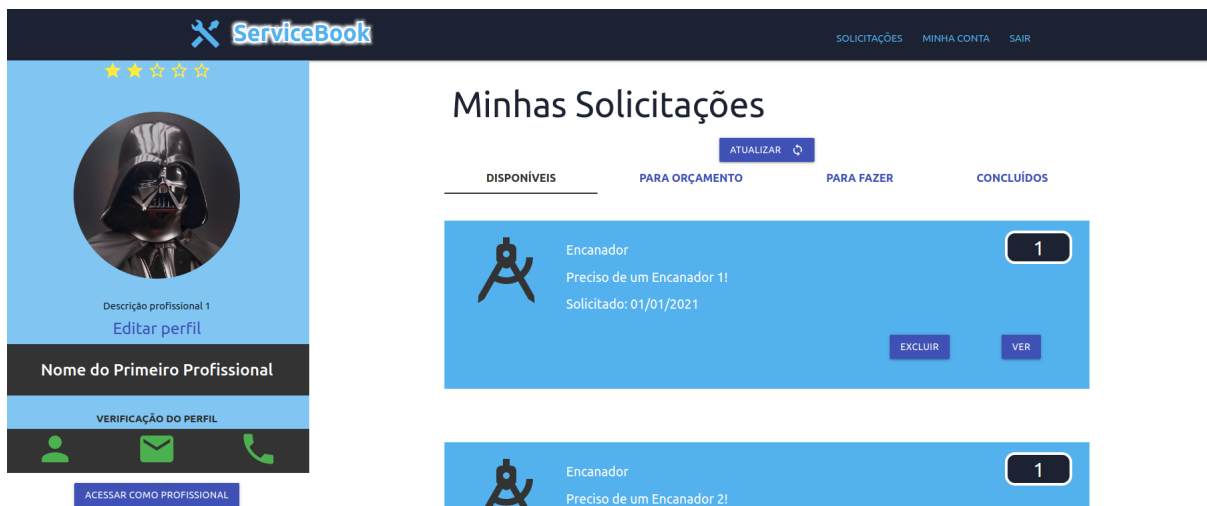 ServiceBook
SOLICITAÇÕES MINHA CONTA SAIR
Descrição profissional 1
Editar perfil
Nome do Primeiro Profissional
VERIFICAÇÃO DO PERFIL
ACESSAR COMO PROFISSIONAL
Minhas Solicitações
ATUALIZAR
DISPONÍVEIS PARA ORÇAMENTO PARA FAZER CONCLUÍDOS
Encanador
1
Preciso de um Encanador 1!
Solicitado: 01/01/2021
EXCLUIR VER
Encanador
1
Preciso de um Encanador 2!